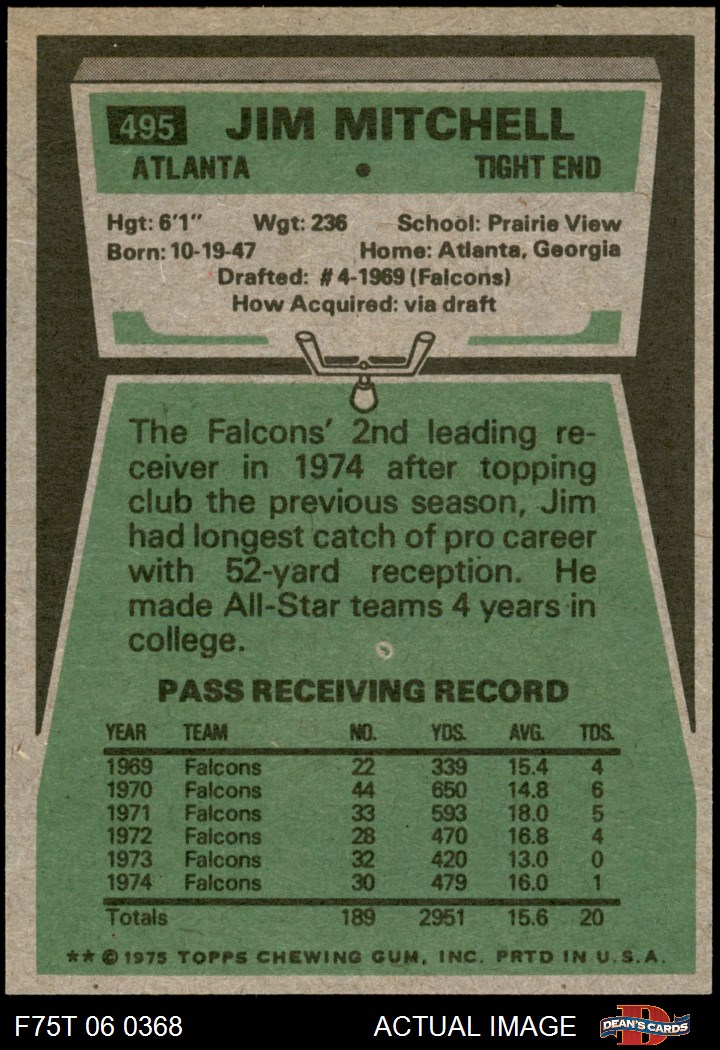 495 JIM MITCHELL
ATLANTA • TIGHT END
Hgt: 6'1" Wgt: 236 School: Prairie View
Born: 10-19-47 Home: Atlanta, Georgia
Drafted: #4-1969 (Falcons)
How Acquired: via draft
The Falcons' 2nd leading re-
ceiver in 1974 after topping
club the previous season, Jim
had longest catch of pro career
with 52-yard reception. He
made All-Star teams 4 years in
college.
PASS RECEIVING RECORD
YEAR TEAM NO. YDS. AVG. TDS.
1969 Falcons 22 339 15.4 4
1970 Falcons 44 650 14.8 6
1971 Falcons 33 593 18.0 5
1972 Falcons 28 470 16.8 4
1973 Falcons 32 420 13.0 0
1974 Falcons 30 479 16.0 1
Totals 189 2951 15.6 20
**©1975 TOPPS CHEWING GUM, INC. PRTD IN U.S.A.
F75T 06 0368 ACTUAL IMAGE DEAN'S CARDS